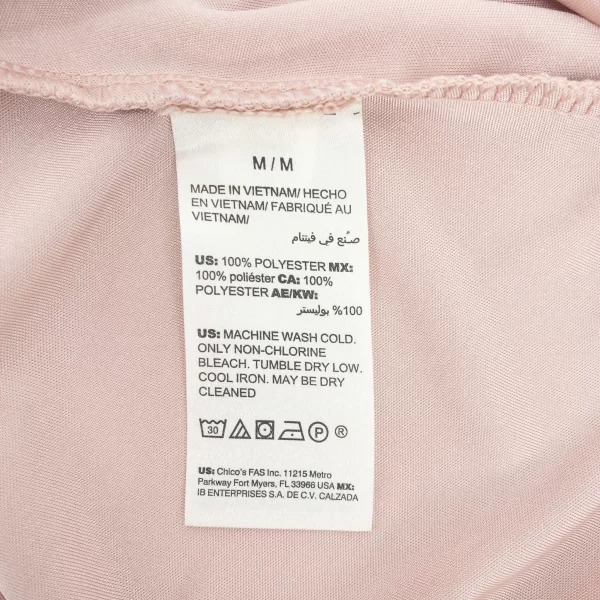 M / M
MADE IN VIETNAM/ HECHO
EN VIETNAM/ FABRIQUÉ AU
VIETNAM/
صُنع في فيتنام
US: 100% POLYESTER MX:
100% poliéster CA: 100%
POLYESTER AE/KW:
100% بوليستر
US: MACHINE WASH COLD.
ONLY NON-CHLORINE
BLEACH. TUMBLE DRY LOW.
COOL IRON. MAY BE DRY
CLEANED
30 P ®
US: Chico's FAS Inc. 11215 Metro
Parkway Fort Myers, FL 33966 USA MX:
IB ENTERPRISES S.A. DE C.V. CALZADA